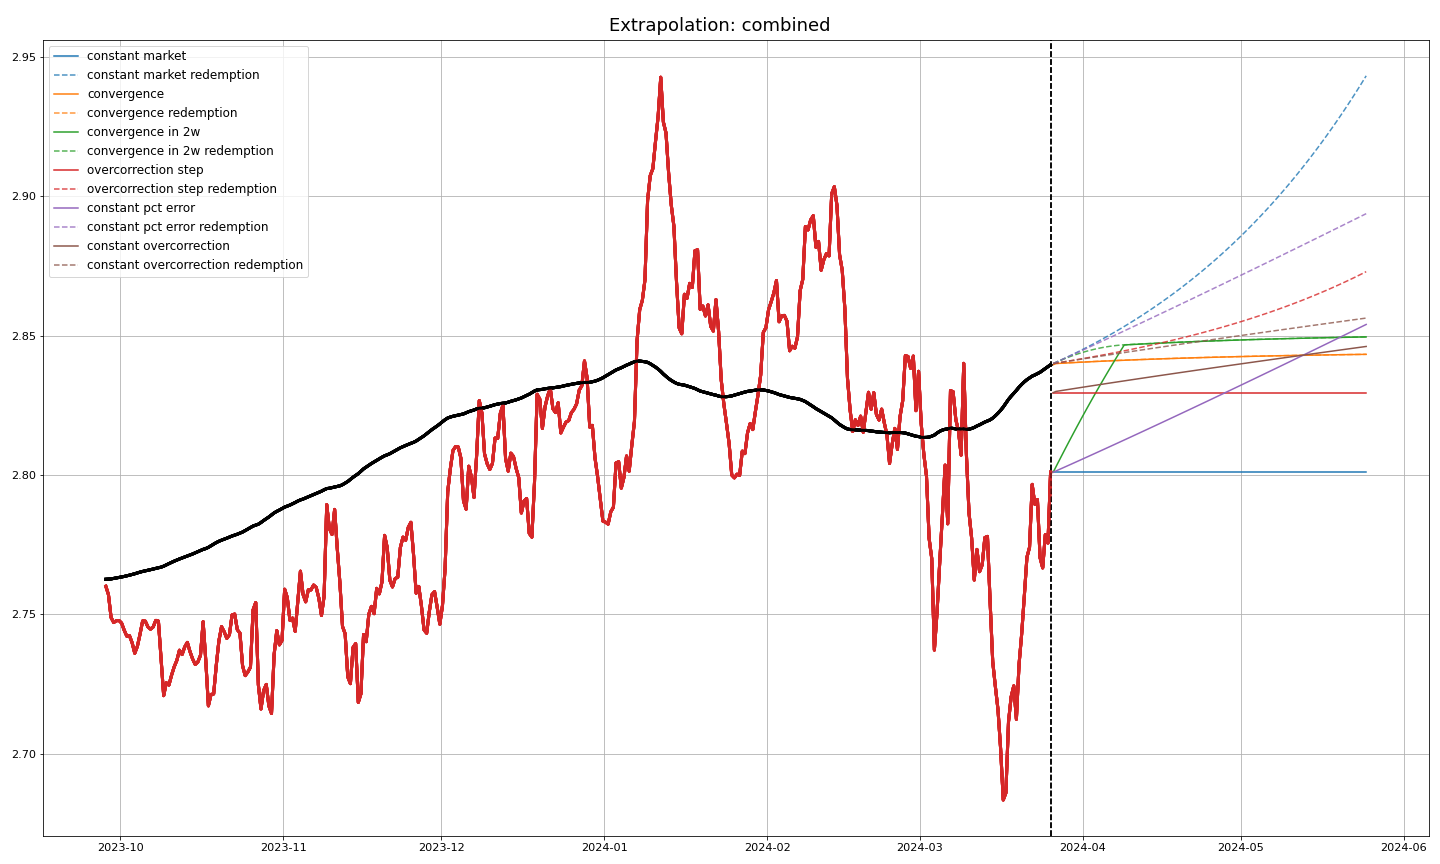 Extrapolation: combined
constant market
constant market redemption
convergence
convergence redemption
convergence in 2w
convergence in 2w redemption
overcorrection step
overcorrection step redemption
constant pct error
constant pct error redemption
constant overcorrection
constant overcorrection redemption
2.95
2.90
2.85
2.80
2.75
2.70
2023-10 2023-11 2023-12 2024-01 2024-02 2024-03 2024-04 2024-05 2024-06